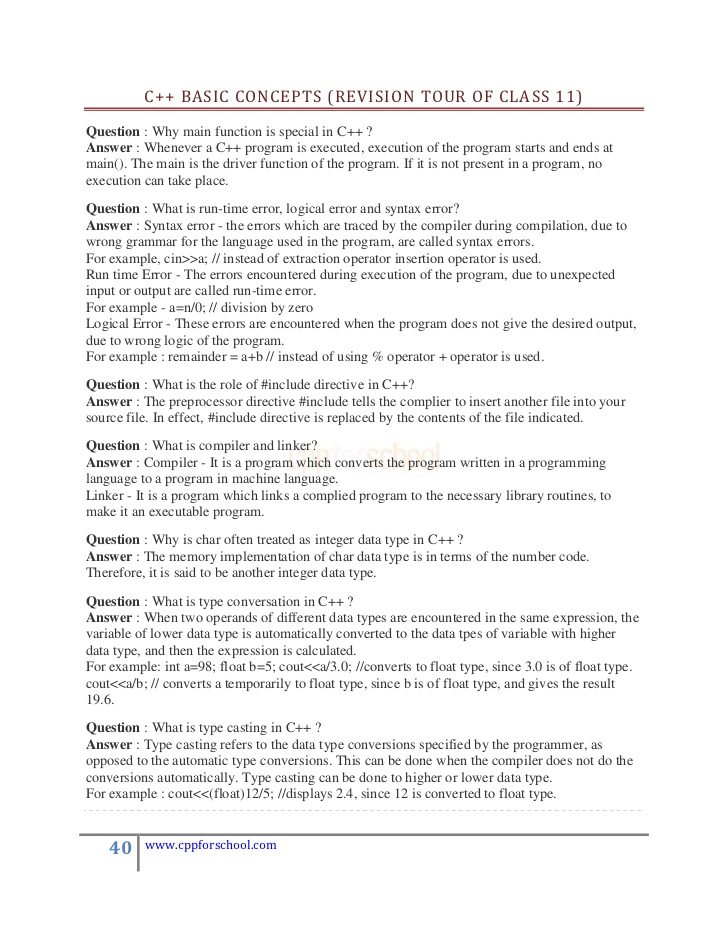 C++ BASIC CONCEPTS (REVISION TOUR OF CLASS 11)
Question : Why main function is special in C++ ?
Answer : Whenever a C++ program is executed, execution of the program starts and ends at
main(). The main is the driver function of the program. If it is not present in a program, no
execution can take place.
Question : What is run-time error, logical error and syntax error?
Answer : Syntax error - the errors which are traced by the compiler during compilation, due to
wrong grammar for the language used in the program, are called syntax errors.
For example, cin>>a; // instead of extraction operator insertion operator is used.
Run time Error - The errors encountered during execution of the program, due to unexpected
input or output are called run-time error.
For example - a=n/0; // division by zero
Logical Error - These errors are encountered when the program does not give the desired output,
due to wrong logic of the program.
For example : remainder = a+b // instead of using % operator + operator is used.
Question : What is the role of #include directive in C++?
Answer : The preprocessor directive #include tells the complier to insert another file into your
source file. In effect, #include directive is replaced by the contents of the file indicated.
Question : What is compiler and linker?
cppforschool
Answer : Compiler - It is a program which converts the program written in a programming
language to a program in machine language.
Linker - It is a program which links a complied program to the necessary library routines, to
make it an executable program.
Question : Why is char often treated as integer data type in C++ ?
Answer : The memory implementation of char data type is in terms of the number code.
Therefore, it is said to be another integer data type.
Question : What is type conversation in C++ ?
Answer : When two operands of different data types are encountered in the same expression, the
variable of lower data type is automatically converted to the data tpes of variable with higher
data type, and then the expression is calculated.
For example: int a=98; float b=5; cout<<a/3.0; //converts to float type, since 3.0 is of float type.
cout<<a/b; // converts a temporarily to float type, since b is of float type, and gives the result
19.6.
Question : What is type casting in C++ ?
Answer : Type casting refers to the data type conversions specified by the programmer, as
opposed to the automatic type conversions. This can be done when the compiler does not do the
conversions automatically. Type casting can be done to higher or lower data type.
For example : cout<<(float)12/5; //displays 2.4, since 12 is converted to float type.
40 www.cppforschool.com